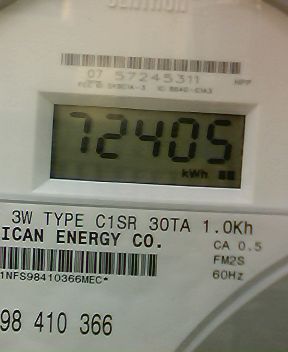 07 57245311
72405
kWh
3W TYPE C1SR 30TA 1.0Kh
ICAN ENERGY CO.
CA 0.5
FM2S
60Hz
1NFS98410366MEC*
98 410 366